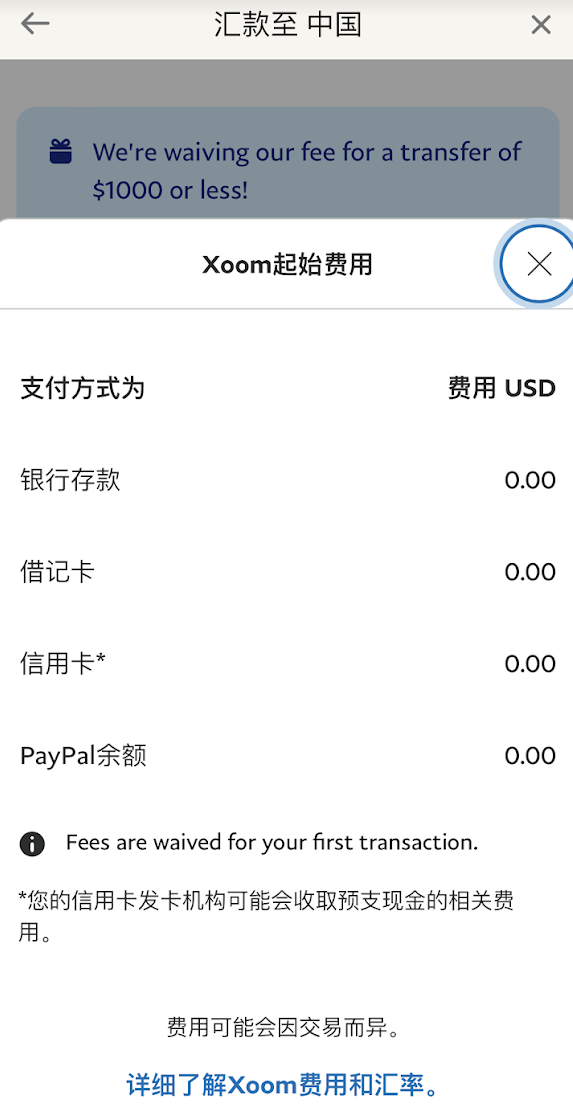 汇款至 中国
We're waiving our fee for a transfer of
$1000 or less!
Xoom起始费用
支付方式为 费用 USD
银行存款 0.00
借记卡 0.00
信用卡* 0.00
PayPal余额 0.00
Fees are waived for your first transaction.
*您的信用卡发卡机构可能会收取预支现金的相关费
用。
费用可能会因交易而异。
详细了解Xoom费用和汇率。